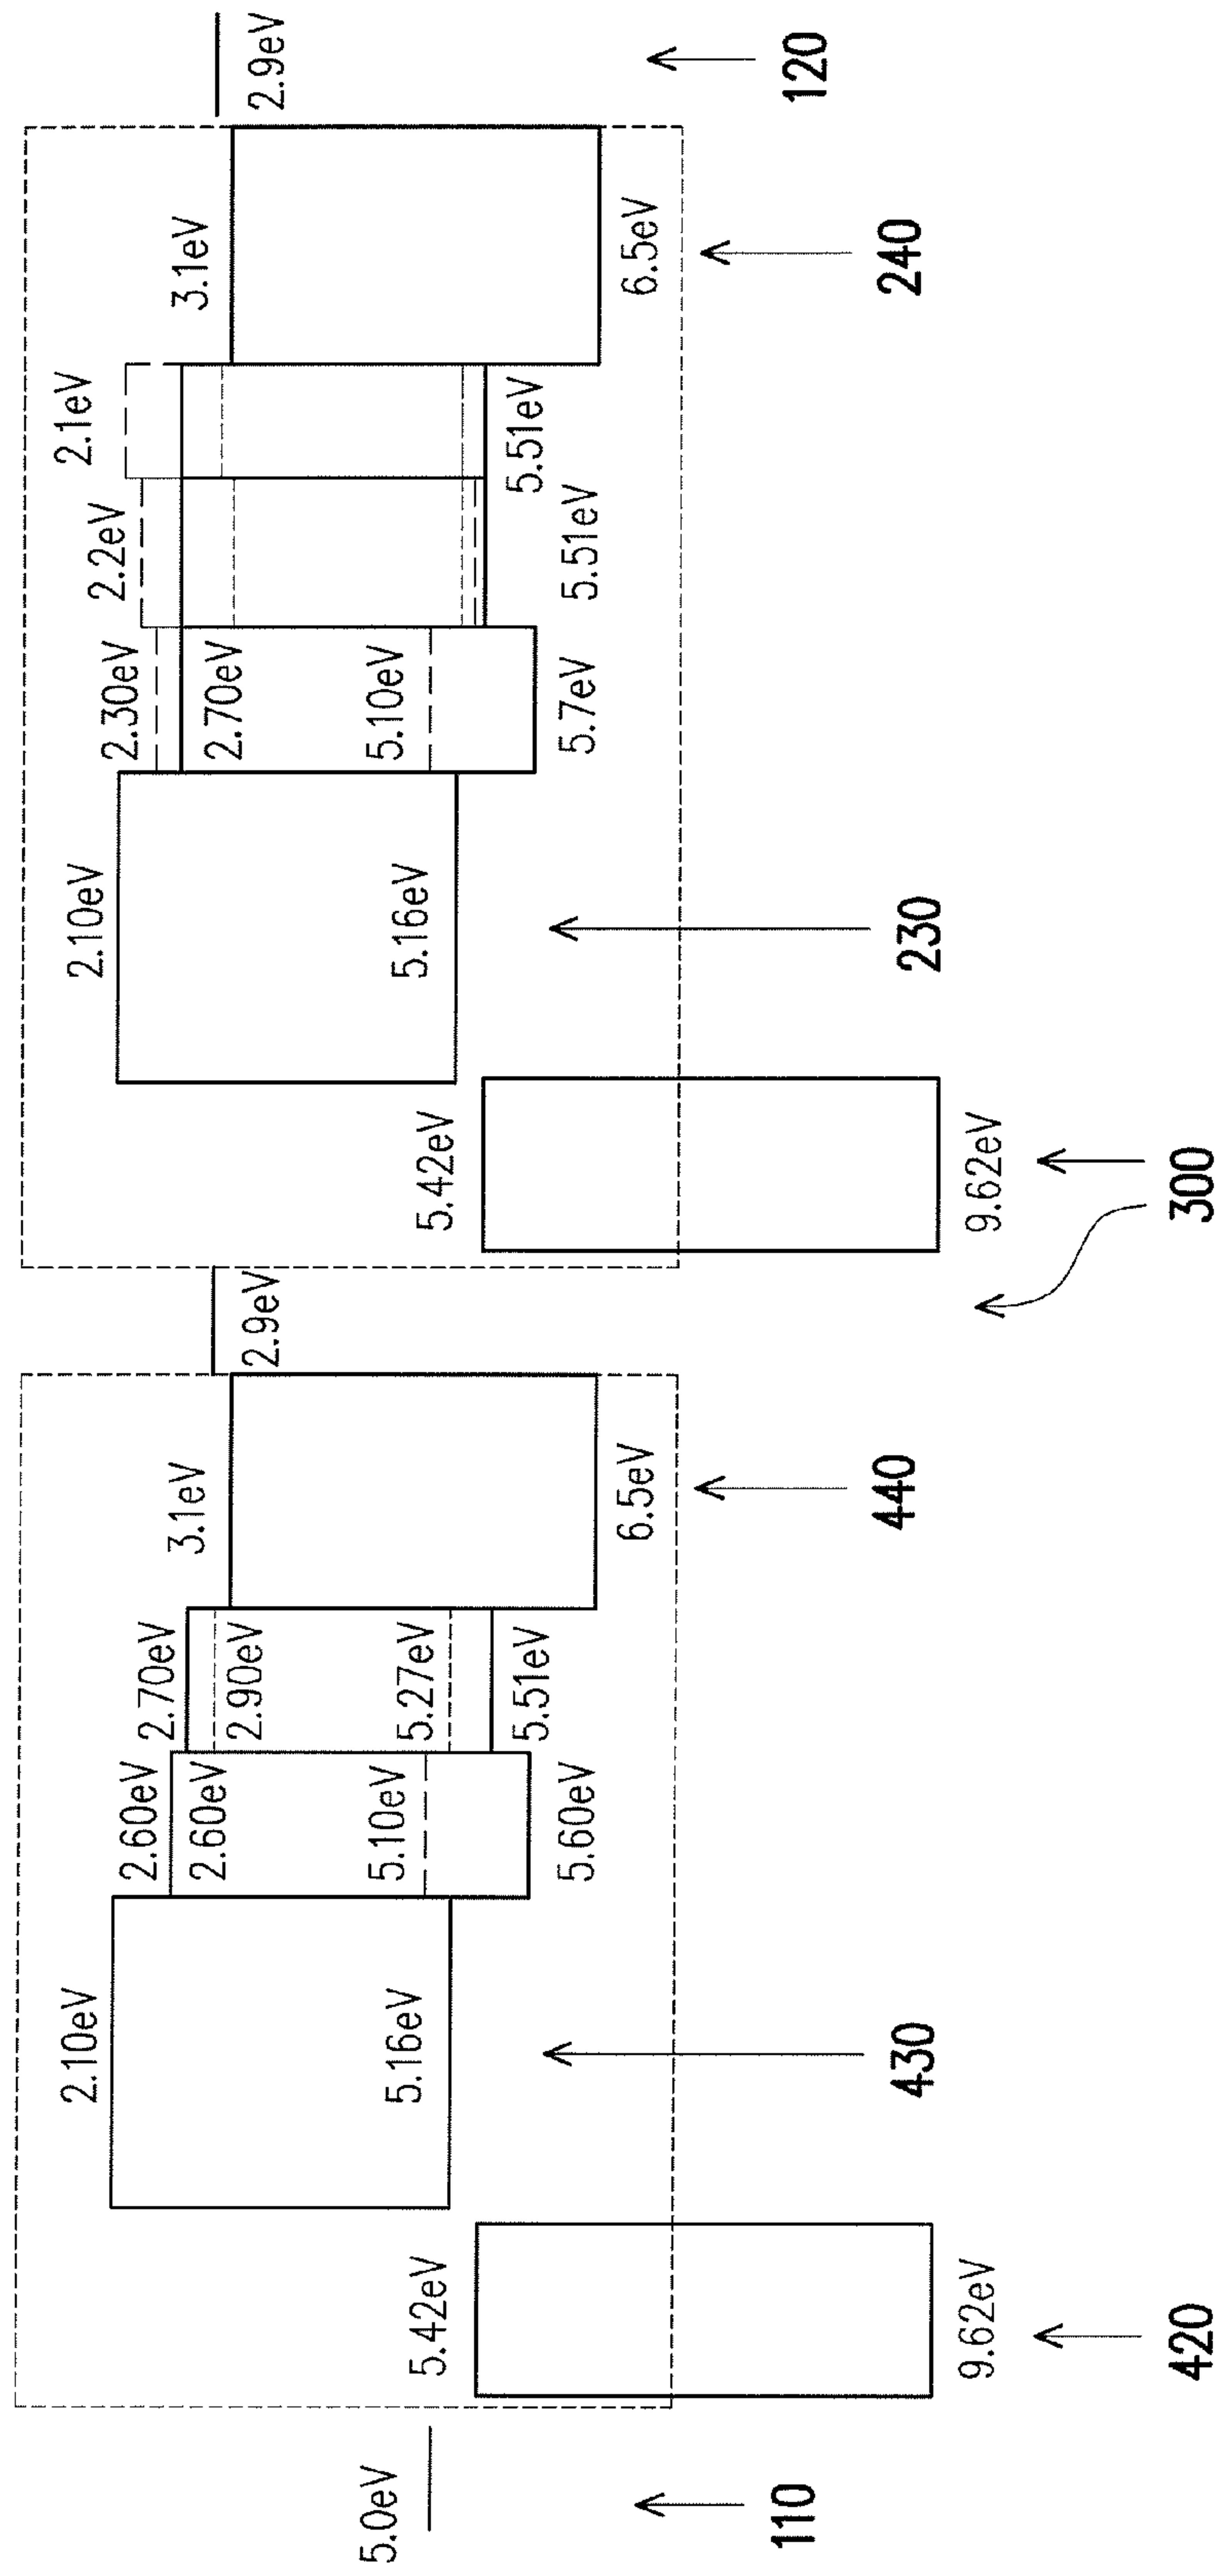 5.0eV
110
5.42eV
9.62eV
420
2.10eV
5.16eV
430
2.60eV
2.60eV
5.10eV
5.60eV
2.70eV
2.90eV
5.27eV
5.51eV
3.1eV
6.5eV
440
2.9eV
300
5.42eV
9.62eV
2.10eV
5.16eV
230
2.30eV
2.70eV
5.10eV
5.7eV
2.2eV
5.51eV
2.1eV
5.51eV
3.1eV
6.5eV
240
2.9eV
120